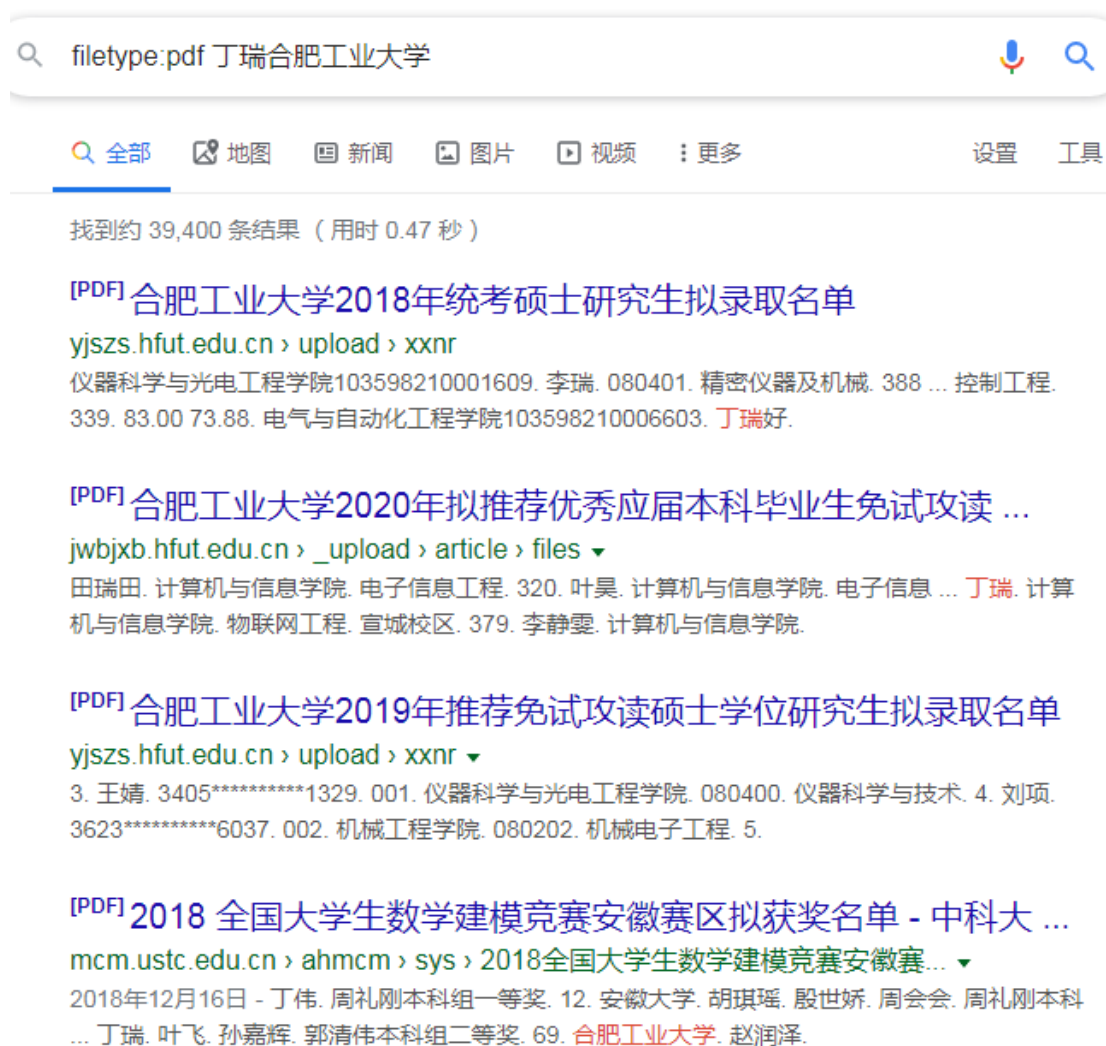 filetype:pdf 丁瑞合肥工业大学
全部 地图 新闻 图片 视频 更多 设置 工具
找到约 39,400 条结果 （用时 0.47 秒）
[PDF] 合肥工业大学2018年统考硕士研究生拟录取名单
yjszs.hfut.edu.cn › upload › xxnr
仪器科学与光电工程学院103598210001609. 李瑞. 080401. 精密仪器及机械. 388 ... 控制工程.
339. 83.00 73.88. 电气与自动化工程学院103598210006603. 丁瑞好.
[PDF] 合肥工业大学2020年拟推荐优秀应届本科毕业生免试攻读 ...
jwbjxb.hfut.edu.cn › _upload › article › files
田瑞田. 计算机与信息学院. 电子信息工程. 320. 叶昊. 计算机与信息学院. 电子信息 ... 丁瑞. 计算
机与信息学院. 物联网工程. 宣城校区. 379. 李静雯. 计算机与信息学院.
[PDF] 合肥工业大学2019年推荐免试攻读硕士学位研究生拟录取名单
yjszs.hfut.edu.cn › upload › xxnr
3. 王婧. 3405**********1329. 001. 仪器科学与光电工程学院. 080400. 仪器科学与技术. 4. 刘项.
3623**********6037. 002. 机械工程学院. 080202. 机械电子工程. 5.
[PDF] 2018 全国大学生数学建模竞赛安徽赛区拟获奖名单 - 中科大 ...
mcm.ustc.edu.cn › ahmcm › sys › 2018全国大学生数学建模竞赛安徽赛...
2018年12月16日 - 丁伟. 周礼刚本科组一等奖. 12. 安徽大学. 胡琪瑶. 殷世娇. 周会会. 周礼刚本科
... 丁瑞. 叶飞. 孙嘉辉. 郭清伟本科组二等奖. 69. 合肥工业大学. 赵润泽.